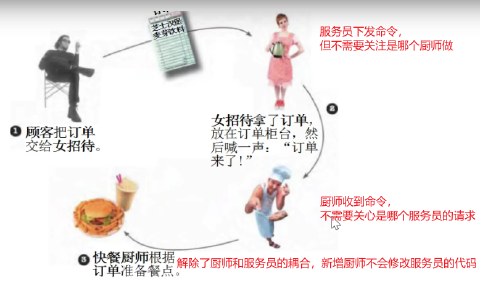 芝士汉堡
麦芽饮料
服务员下发命令，
但不需要关注是哪个厨师做
❶ 顾客把订单
交给女招待。
❷
女招待拿了订单，
放在订单柜台，然
后喊一声：“订单
来了!”
厨师收到命令，
不需要关心是哪个服务员的请求
❸ 快餐厨师根据
订单准备餐点。
解除了厨师和服务员的耦合，新增厨师不会修改服务员的代码